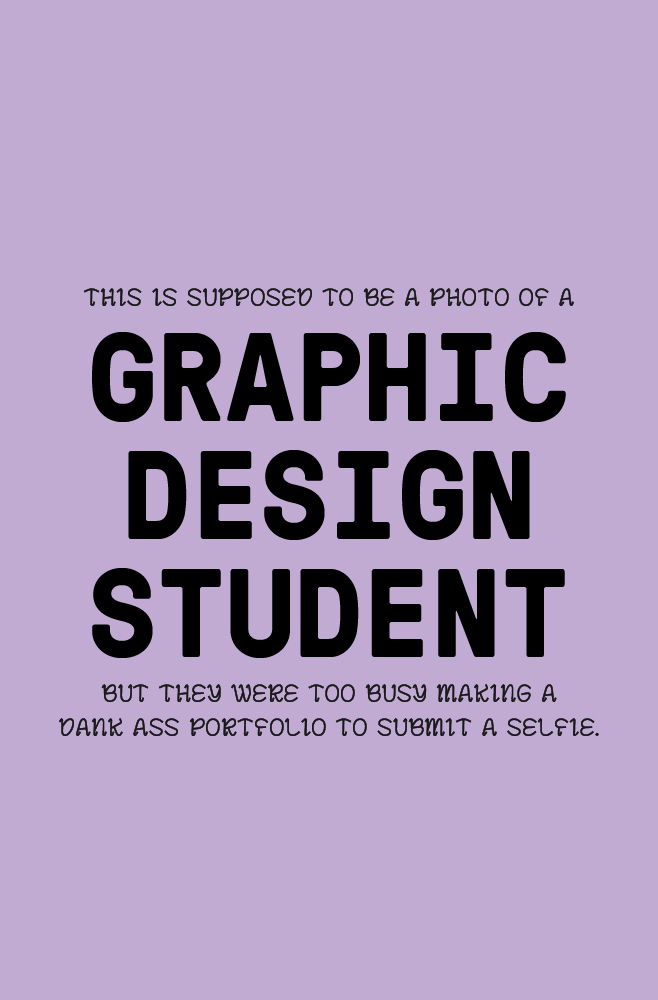 THIS IS SUPPOSED TO BE A PHOTO OF A
GRAPHIC
DESIGN
STUDENT
BUT THEY WERE TOO BUSY MAKING A
DANK ASS PORTFOLIO TO SUBMIT A SELFIE.